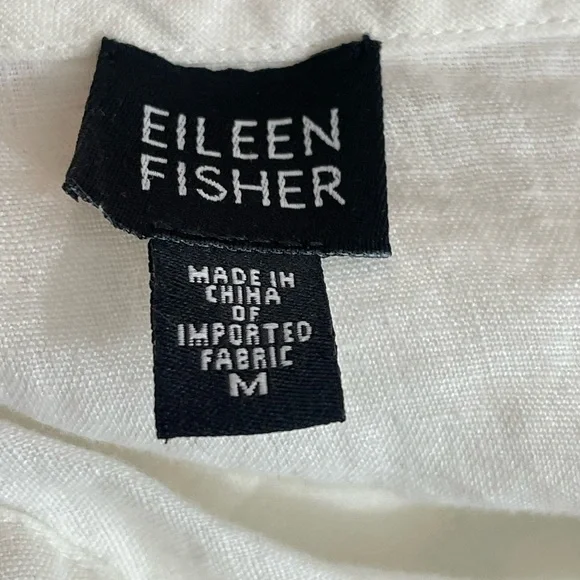 EILEEN
FISHER
MADE IN
CHINA
OF
IMPORTED
FABRIC
M